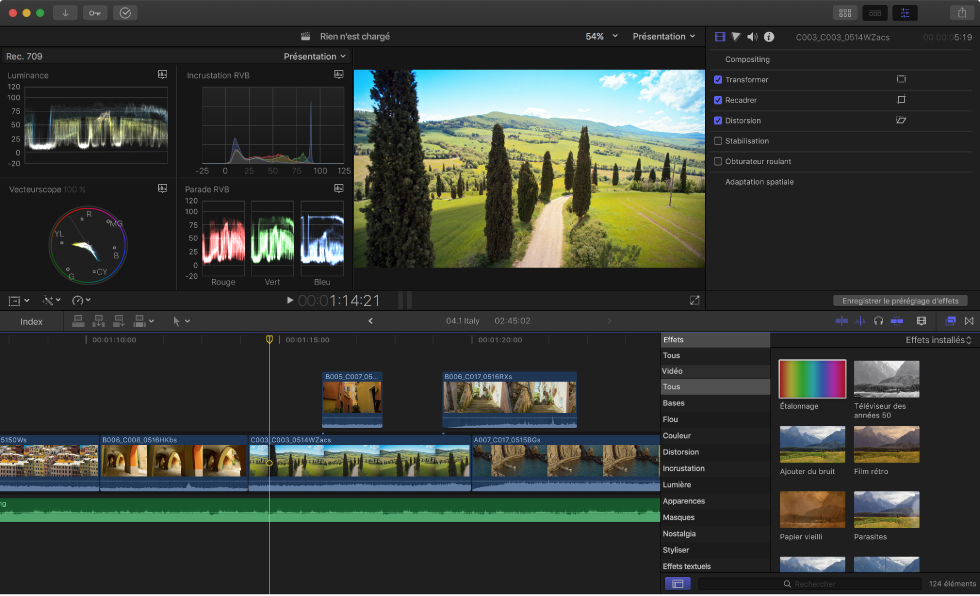 Rien n'est chargé
54%
Présentation
C003_C003_0514WZacs
00:00:05:19
Rec. 709
Présentation
Compositing
Transformer
Recadrer
Distorsion
Stabilisation
Obturateur roulant
Adaptation spatiale
Luminance
120
100
75
50
25
0
-20
Incrustation RVB
-25 0 25 50 75 100 125
Vecteurscope 100 %
R
MG
YL
B
G
CY
Parade RVB
120
100
75
50
25
0
-20
Rouge Vert Bleu
00:00:1:14:21
Enregistrer le préréglage d'effets
Index
04.1 Italy
02:45:02
00:01:10:00
00:01:15:00
00:01:20:00
B005_C007_05...
B006_C017_0516RXs
5150Ws
B006_C008_0516HKbs
C003_C003_0514WZacs
A007_C017_0515BGs
ng
Effets
Effets installés
Tous
Vidéo
Tous
Bases
Flou
Couleur
Distorsion
Incrustation
Lumière
Apparences
Masques
Nostalgia
Styliser
Effets textuels
Étalonnage
Téléviseur des
années 50
Ajouter du bruit
Film rétro
Papier vieilli
Parasites
Rechercher
124 éléments